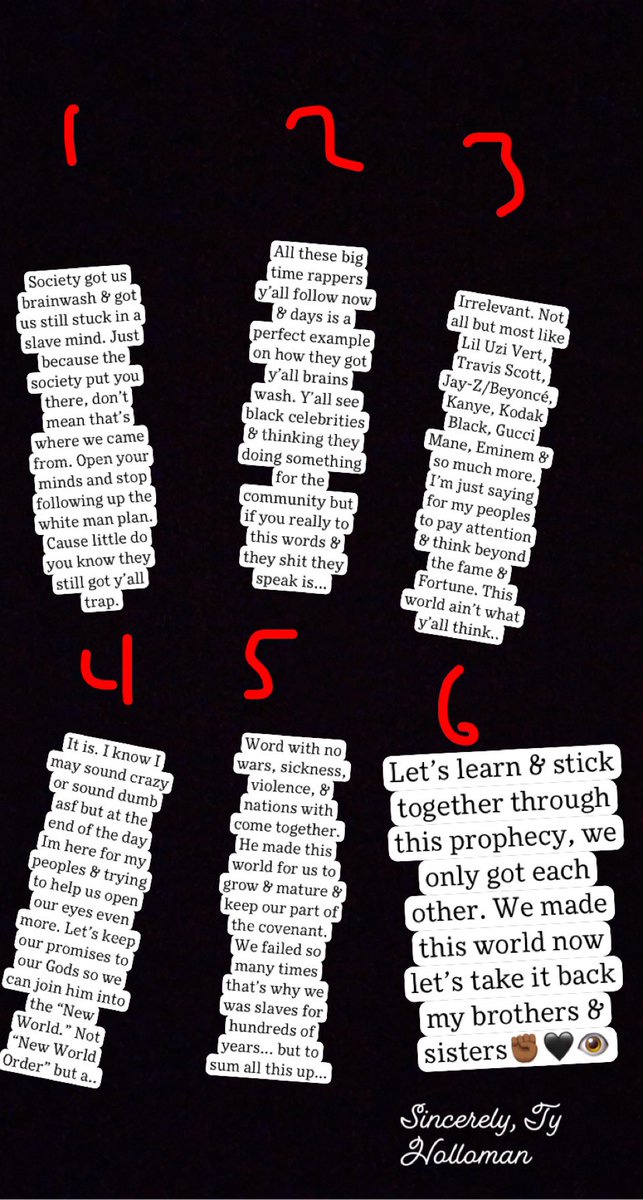 1
Society got us
brainwash & got
us still stuck in a
slave mind. Just
because the
society put you
there, don’t
mean that’s
where we came
from. Open your
minds and stop
following up the
white man plan.
Cause little do
you know they
still got y’all
trap.
2
All these big
time rappers
y’all follow now
& days is a
perfect example
on how they got
y’all brains
wash. Y’all see
black celebrities
& thinking they
doing something
for the
community but
if you really to
this words &
they shit they
speak is...
3
Irrelevant. Not
all but most like
Lil Uzi Vert,
Travis Scott,
Jay-Z/Beyoncé,
Kanye, Kodak
Black, Gucci
Mane, Eminem &
so much more.
I’m just saying
for my peoples
to pay attention
& think beyond
the fame &
Fortune. This
world ain’t what
y’all think..
4
It is. I know I
may sound crazy
or sound dumb
asf but at the
end of the day
Im here for my
peoples & trying
to help us open
our eyes even
more. Let’s keep
our promises to
our Gods so we
can join him into
the “New
World.” Not
“New World
Order” but a..
5
Word with no
wars, sickness,
violence, &
nations with
come together.
He made this
world for us to
grow & mature &
keep our part of
the covenant.
We failed so
many times
that’s why we
was slaves for
hundreds of
years... but to
sum all this up...
6
Let’s learn & stick
together through
this prophecy, we
only got each
other. We made
this world now
let’s take it back
my brothers &
sisters✊🏾🖤👁️
Sincerely, Ty
Holloman